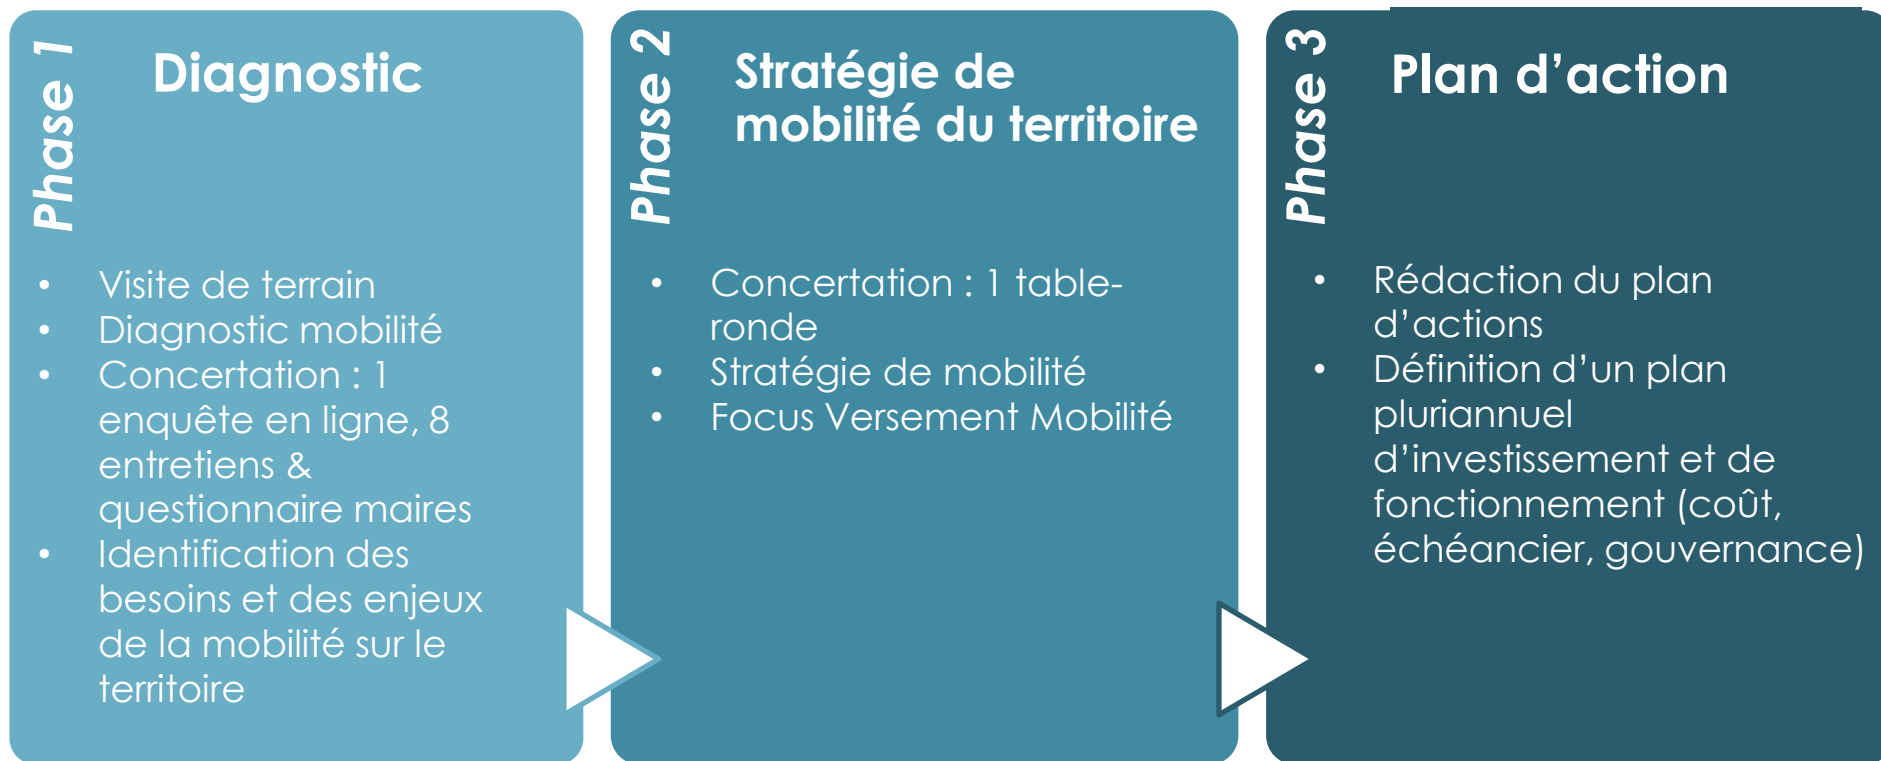 Phase 1
Diagnostic
• Visite de terrain
• Diagnostic mobilité
• Concertation : 1
enquête en ligne, 8
entretiens &
questionnaire maires
• Identification des
besoins et des enjeux
de la mobilité sur le
territoire
Phase 2
Stratégie de
mobilité du territoire
• Concertation : 1 table-
ronde
• Stratégie de mobilité
• Focus Versement Mobilité
Phase 3
Plan d’action
• Rédaction du plan
d’actions
• Définition d’un plan
pluriannuel
d’investissement et de
fonctionnement (coût,
échéancier, gouvernance)